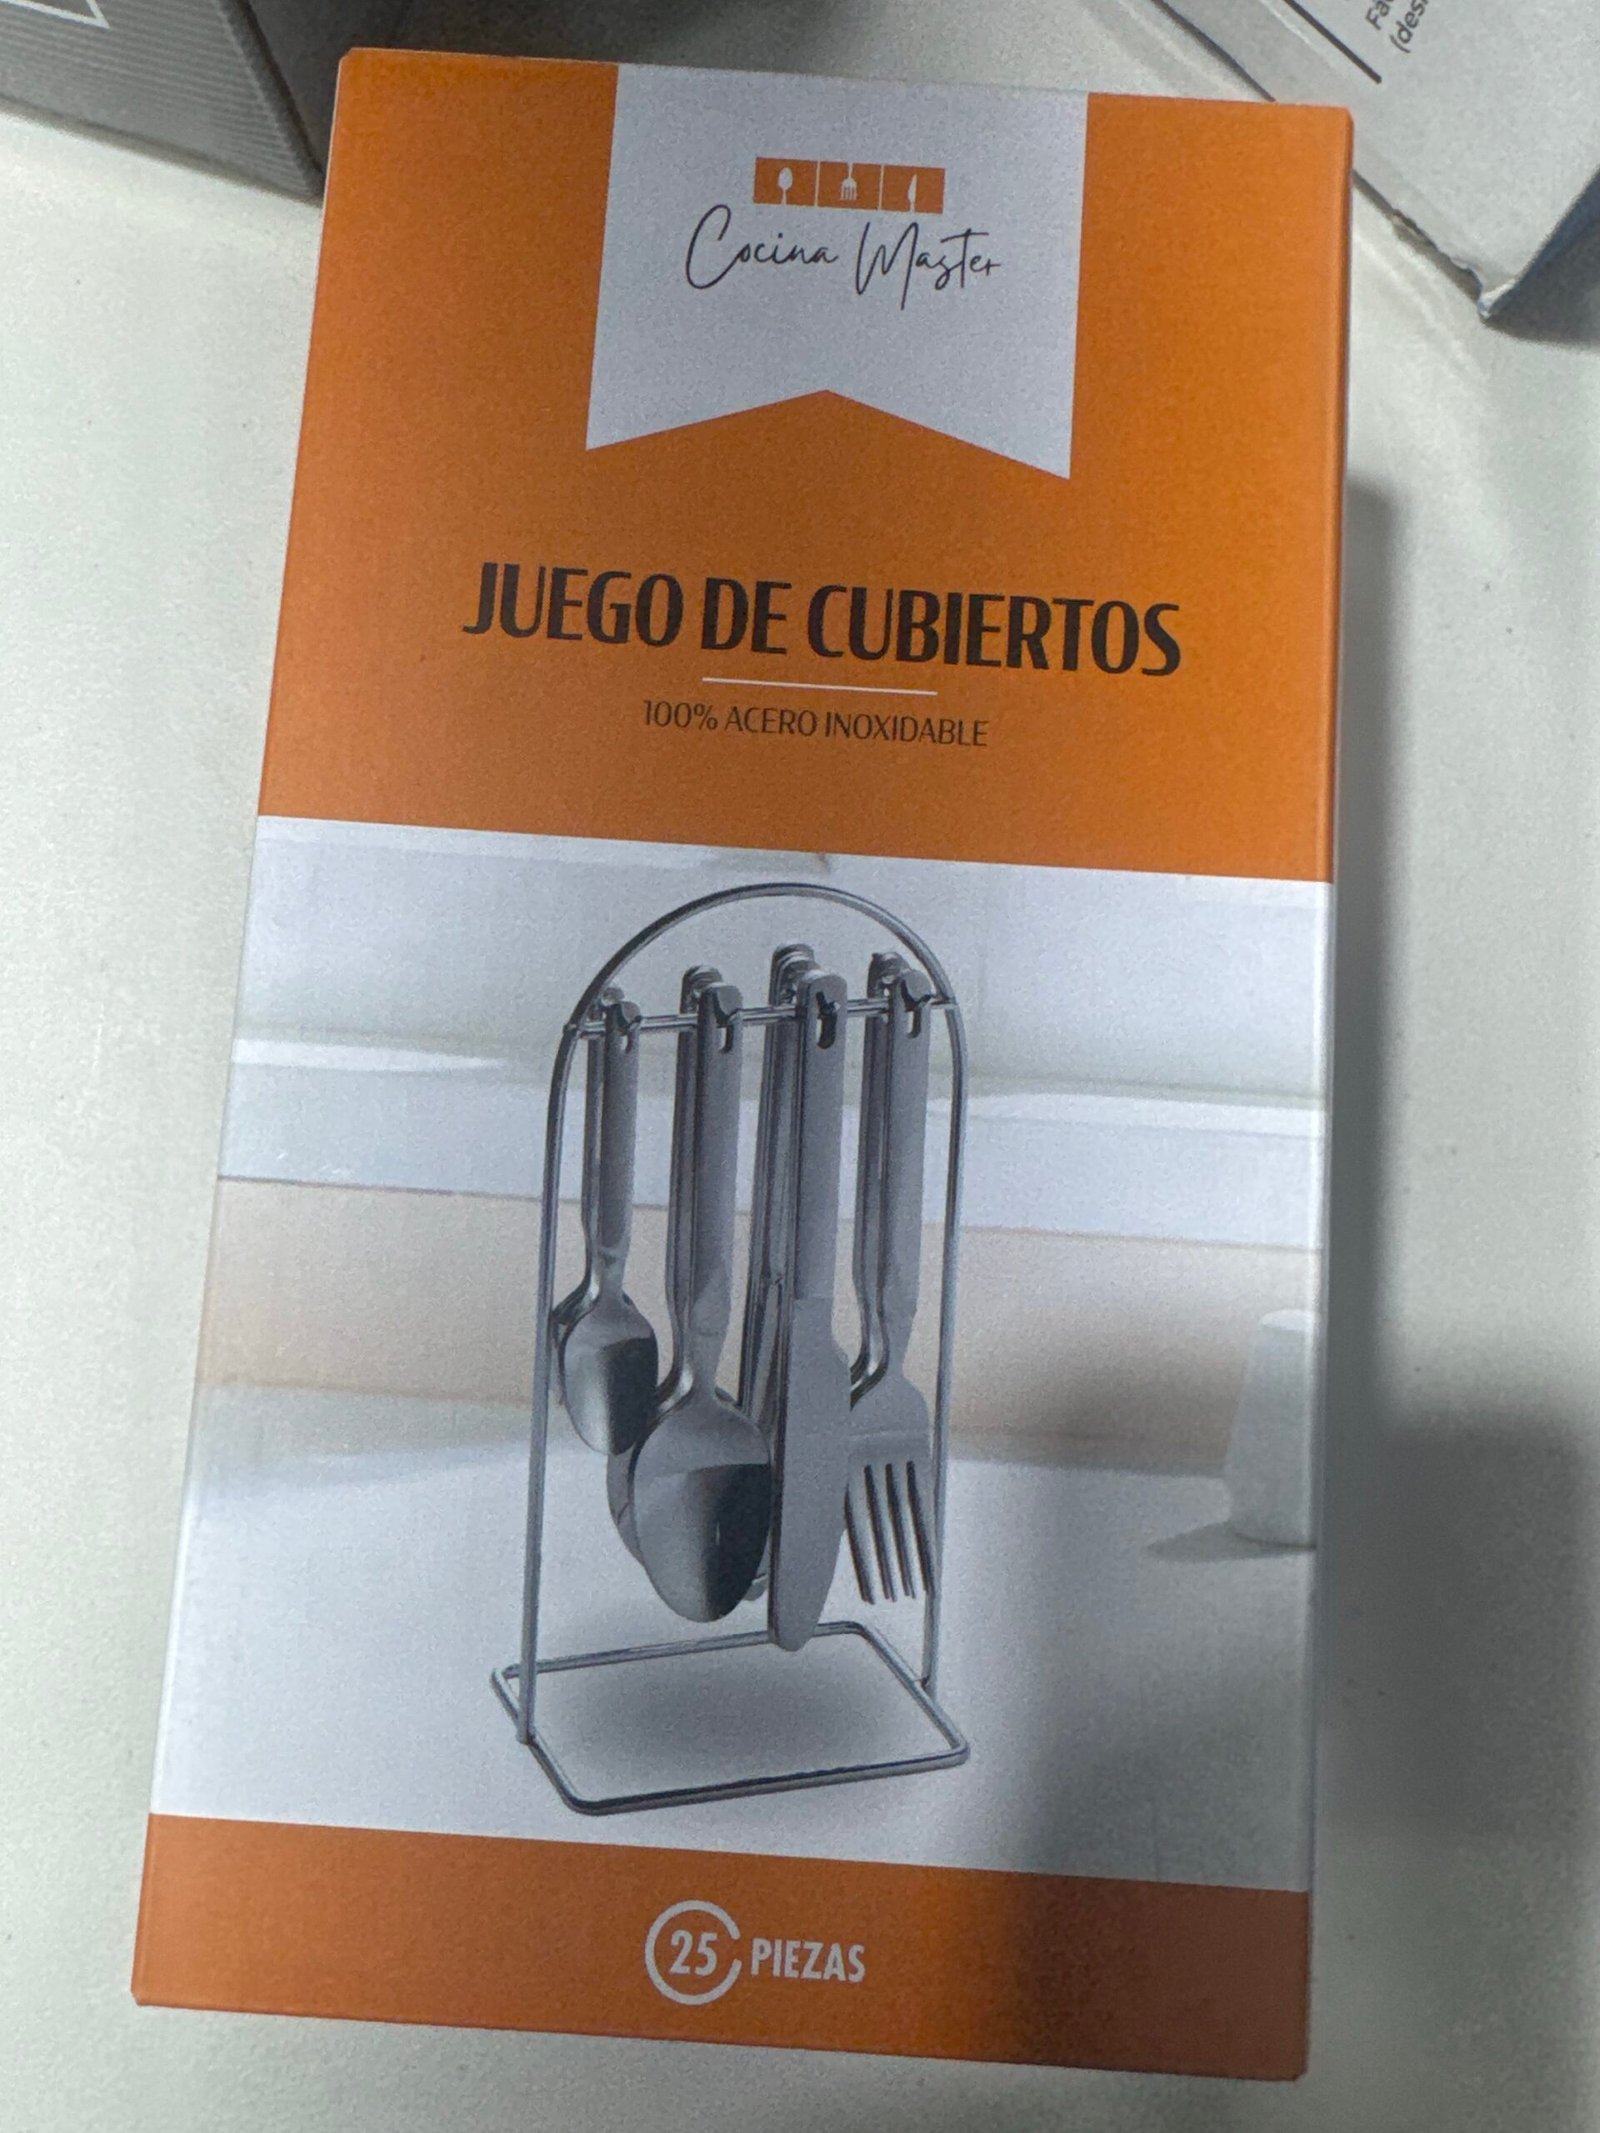 Cocina Master
JUEGO DE CUBIERTOS
100% ACERO INOXIDABLE
25 PIEZAS